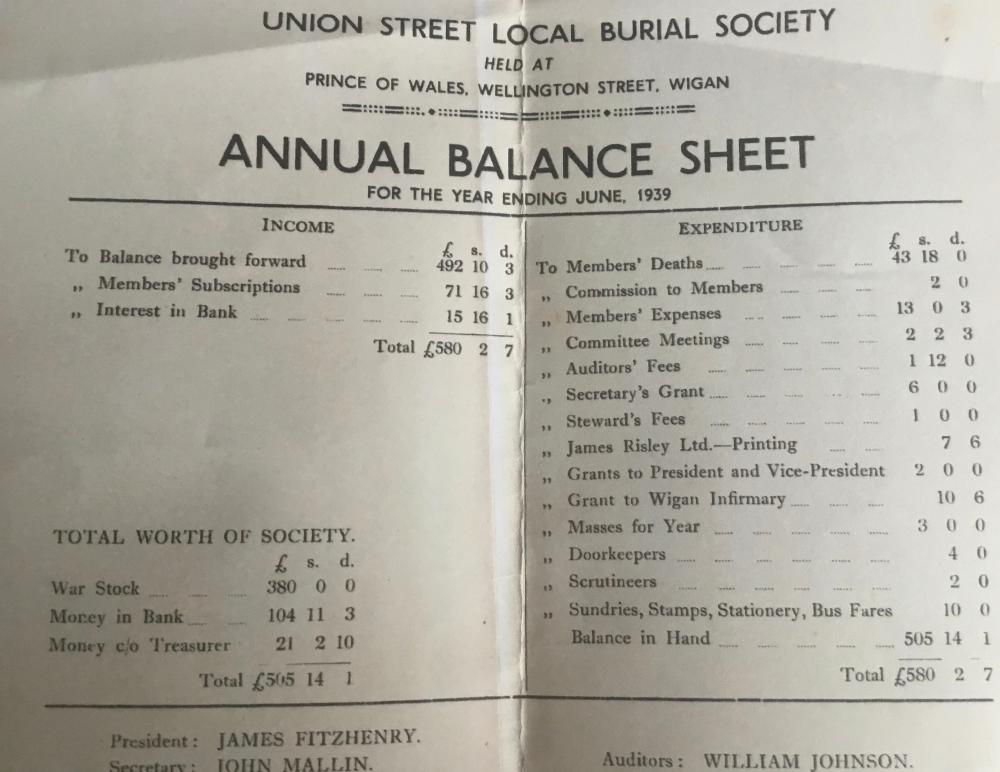 UNION STREET LOCAL BURIAL SOCIETY
HELD AT
PRINCE OF WALES, WELLINGTON STREET, WIGAN
ANNUAL BALANCE SHEET
FOR THE YEAR ENDING JUNE, 1939
INCOME
£ s. d.
To Balance brought forward ...... ...... ...... 492 10 3
„ Members' Subscriptions ...... ...... ...... 71 16 3
„ Interest in Bank ...... ...... ...... ...... 15 16 1
Total £580 2 7
TOTAL WORTH OF SOCIETY.
£ s. d.
War Stock ...... ...... ...... 380 0 0
Money in Bank ...... ...... 104 11 3
Money c/o Treasurer ...... 21 2 10
Total £505 14 1
EXPENDITURE
£ s. d.
To Members' Deaths ...... ...... ...... ...... 43 18 0
„ Commission to Members ...... ...... ...... 2 0
„ Members' Expenses ...... ...... ...... ...... 13 0 3
„ Committee Meetings ...... ...... ...... ...... 2 2 3
„ Auditors' Fees ...... ...... ...... ...... 1 12 0
„ Secretary's Grant ...... ...... ...... ...... 6 0 0
„ Steward's Fees ...... ...... ...... ...... 1 0 0
„ James Risley Ltd.—Printing ...... ...... 7 6
„ Grants to President and Vice-President 2 0 0
„ Grant to Wigan Infirmary ...... ...... ...... 10 6
„ Masses for Year ...... ...... ...... ...... 3 0 0
„ Doorkeepers ...... ...... ...... ...... ...... 4 0
„ Scrutineers ...... ...... ...... ...... ...... 2 0
„ Sundries, Stamps, Stationery, Bus Fares 10 0
Balance in Hand ...... ...... ...... ...... 505 14 1
Total £580 2 7
President: JAMES FITZHENRY.
Secretary: JOHN MALLIN.
Auditors: WILLIAM JOHNSON.